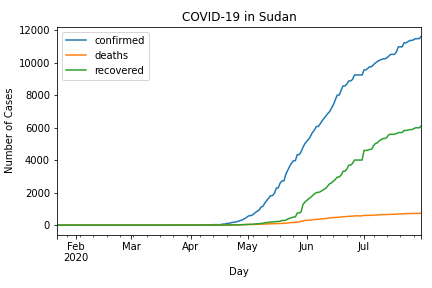 COVID-19 in Sudan
12000
10000
8000
6000
4000
2000
0
Number of Cases
confirmed
deaths
recovered
Feb
2020
Mar
Apr
May
Jun
Jul
Day